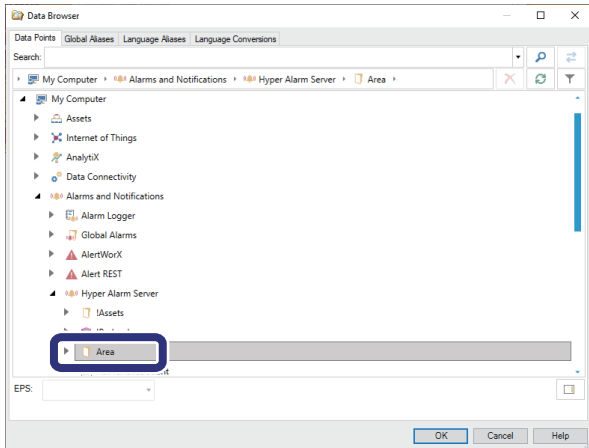 Data Browser
Data Points Global Aliases Language Aliases Language Conversions
Search:
My Computer Alarms and Notifications Hyper Alarm Server Area
My Computer
Assets
Internet of Things
AnalytiX
Data Connectivity
Alarms and Notifications
Alarm Logger
Global Alarms
AlertWorX
Alert REST
Hyper Alarm Server
!Assets
Area
EPS:
OK Cancel Help